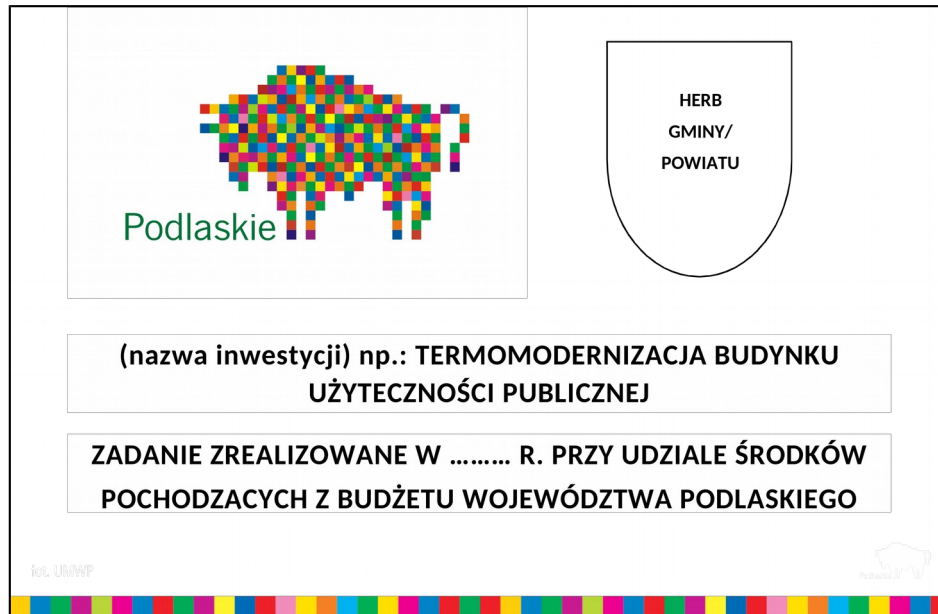 Podlaskie
HERB
GMINY/
POWIATU
(nazwa inwestycji) np.: TERMOMODERNIZACJA BUDYNKU
UŻYTECZNOŚCI PUBLICZNEJ
ZADANIE ZREALIZOWANE W ……… R. PRZY UDZIALE ŚRODKÓW
POCHODZACYCH Z BUDŻETU WOJEWÓDZTWA PODLASKIEGO
fot. UMWP
Podlaskie